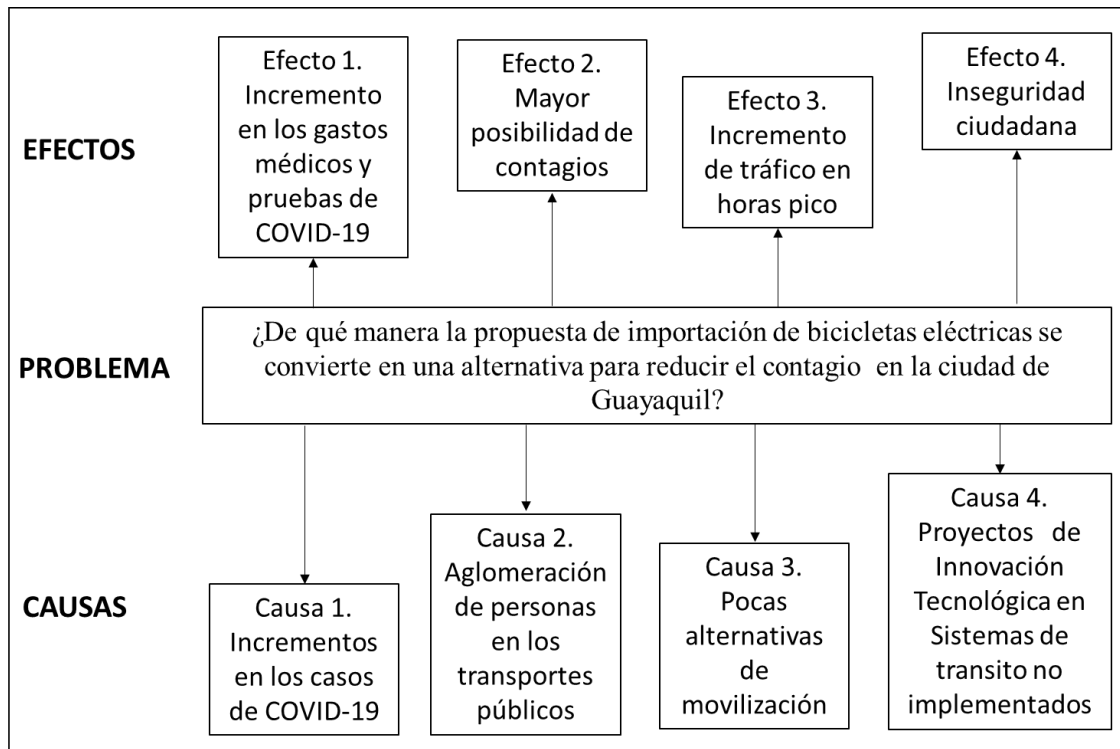 EFECTOS
Efecto 1.
Incremento
en los gastos
médicos y
pruebas de
COVID-19
Efecto 2.
Mayor
posibilidad de
contagios
Efecto 3.
Incremento
de tráfico en
horas pico
Efecto 4.
Inseguridad
ciudadana
PROBLEMA
¿De qué manera la propuesta de importación de bicicletas eléctricas se
convierte en una alternativa para reducir el contagio en la ciudad de
Guayaquil?
CAUSAS
Causa 1.
Incrementos
en los casos
de COVID-19
Causa 2.
Aglomeración
de personas
en los
transportes
públicos
Causa 3.
Pocas
alternativas
de
movilización
Causa 4.
Proyectos de
Innovación
Tecnológica en
Sistemas de
transito no
implementados